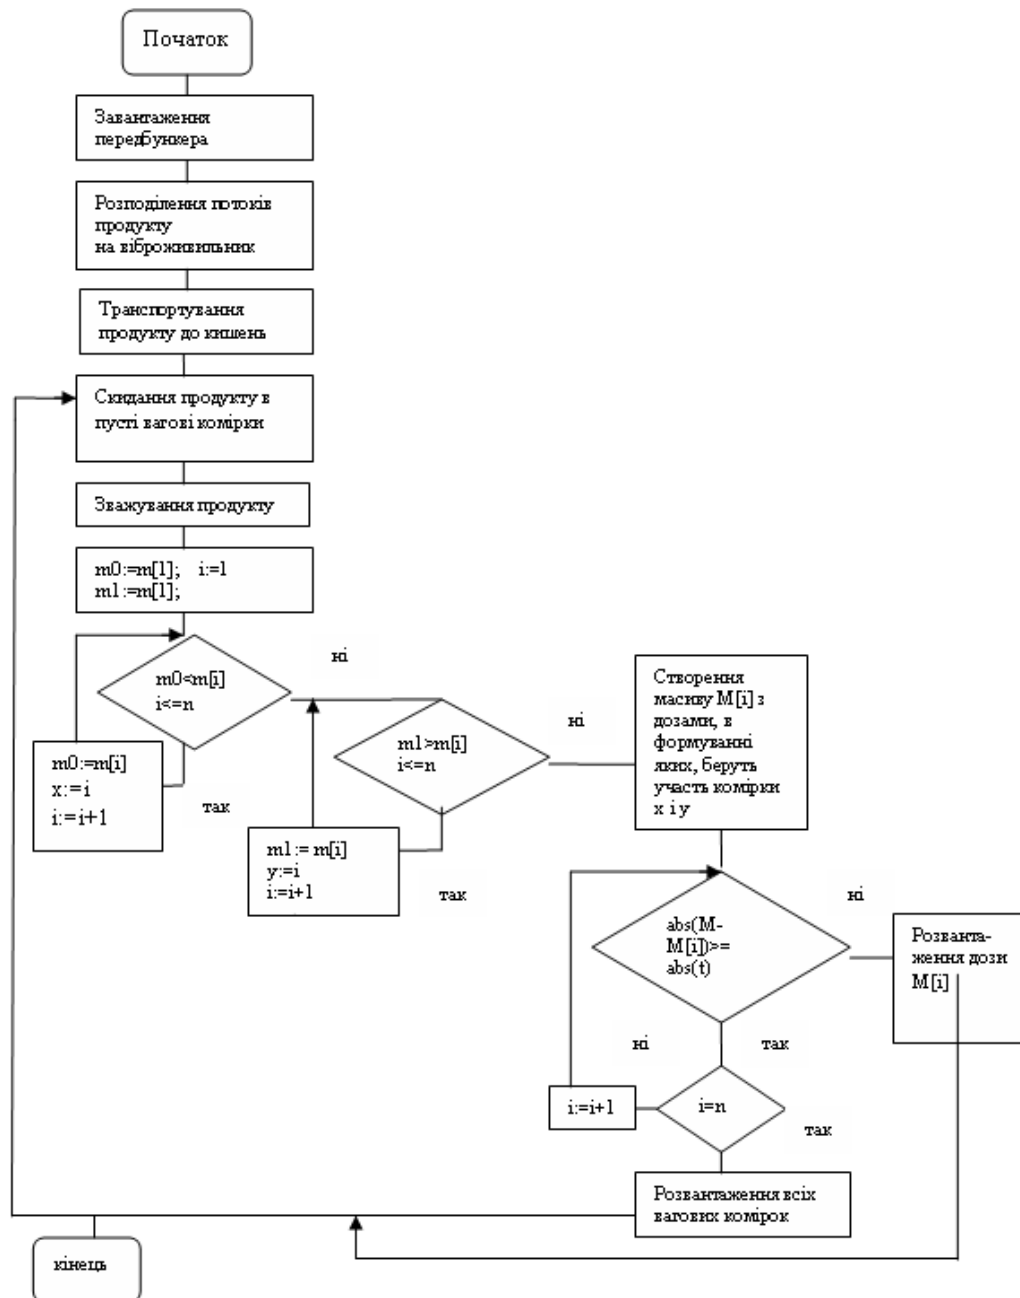 Початок
Завантаження
передбункера
Розподілення потоків
продукту
на віброживильник
Транспортування
продукту до кишень
Скидання продукту в
пусті вагові комірки
Зважування продукту
m0:=m[1]; i:=1
m1:=m[1];
m0<m[i]
i<=n
ні
m0:=m[i]
x:=i
i:=i+1
так
m1>m[i]
i<=n
ні
m1:= m[i]
y:=i
i:=i+1
так
Створення
масиву M[i] з
дозами, в
формуванні
яких, беруть
участь комірки
x i y
abs(M-
M[i])>=
abs(t)
ні
Розванта-
ження дози
M[i]
ні
так
i:=i+1
i=n
так
Розвантаження всіх
вагових комірок
кінець